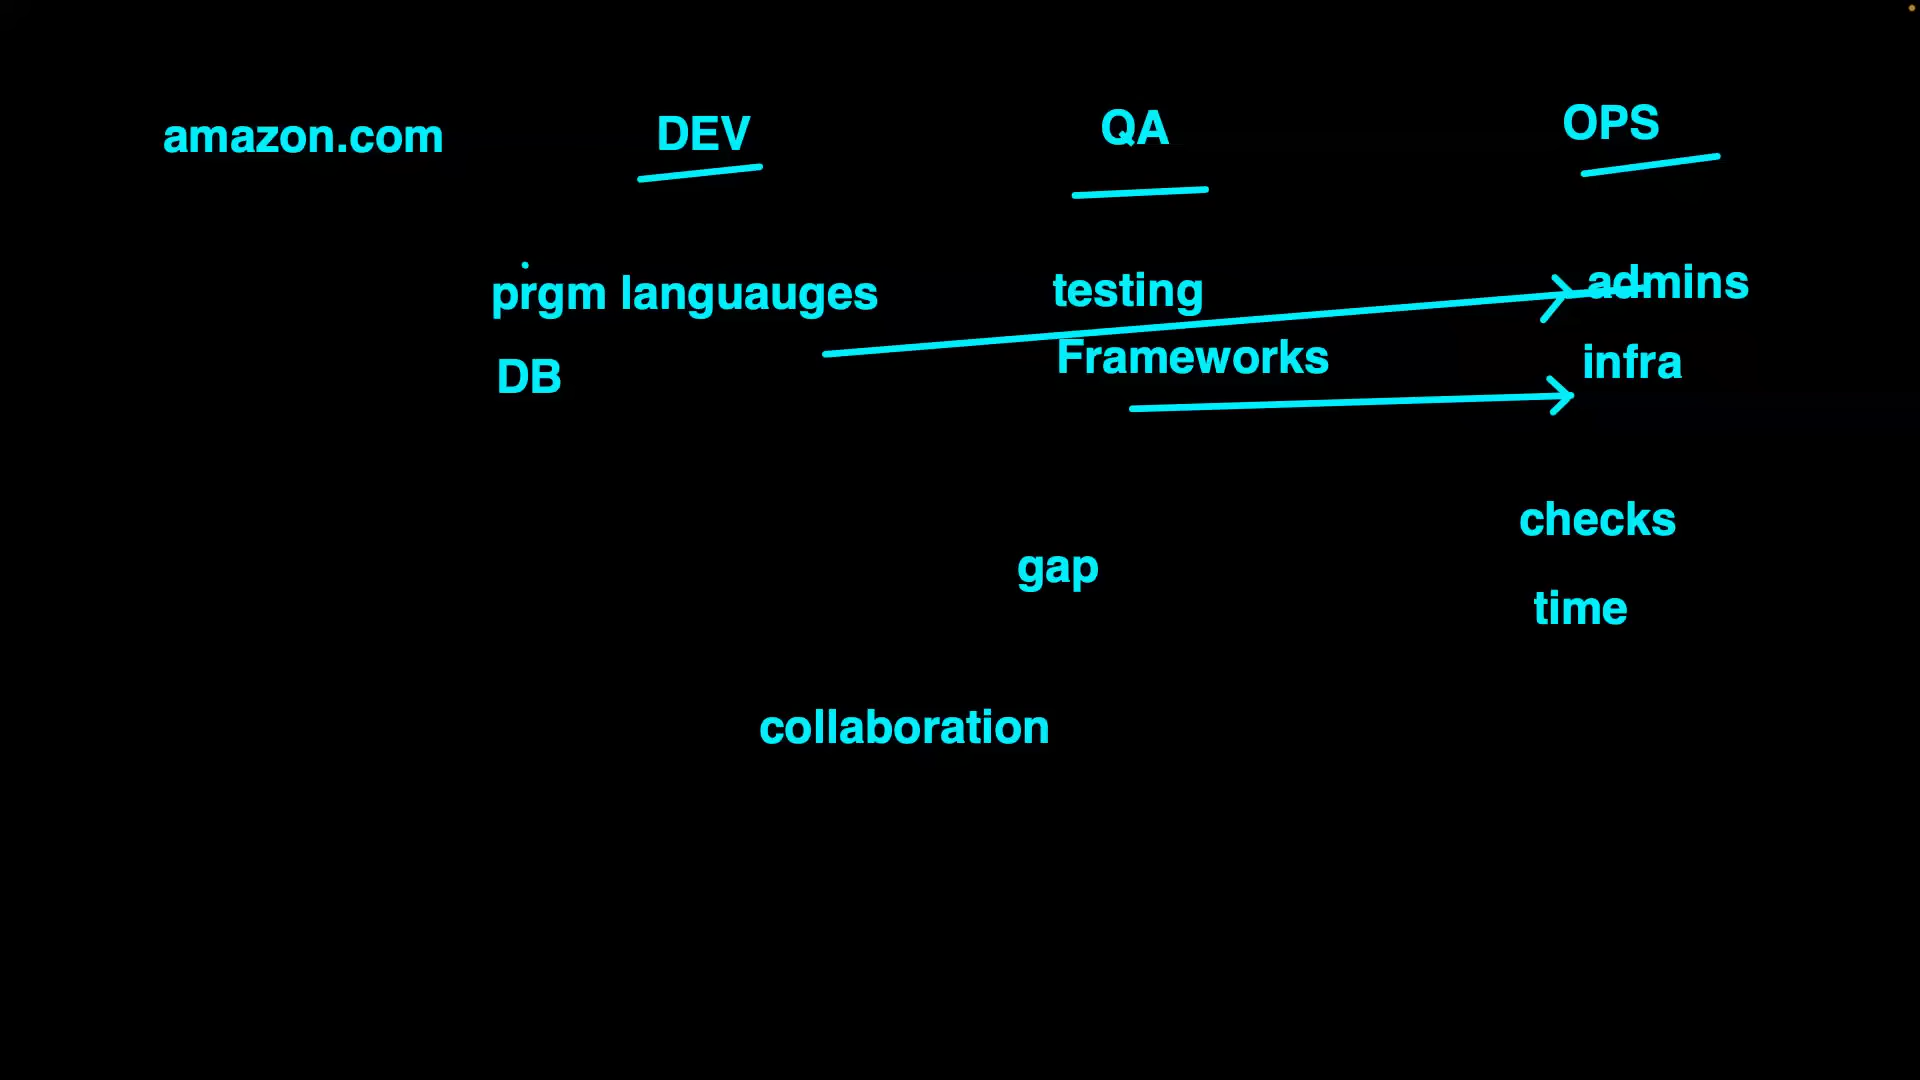 amazon.com DEV QA OPS
prgm languauges testing admins
DB Frameworks infra
checks
gap
time
collaboration